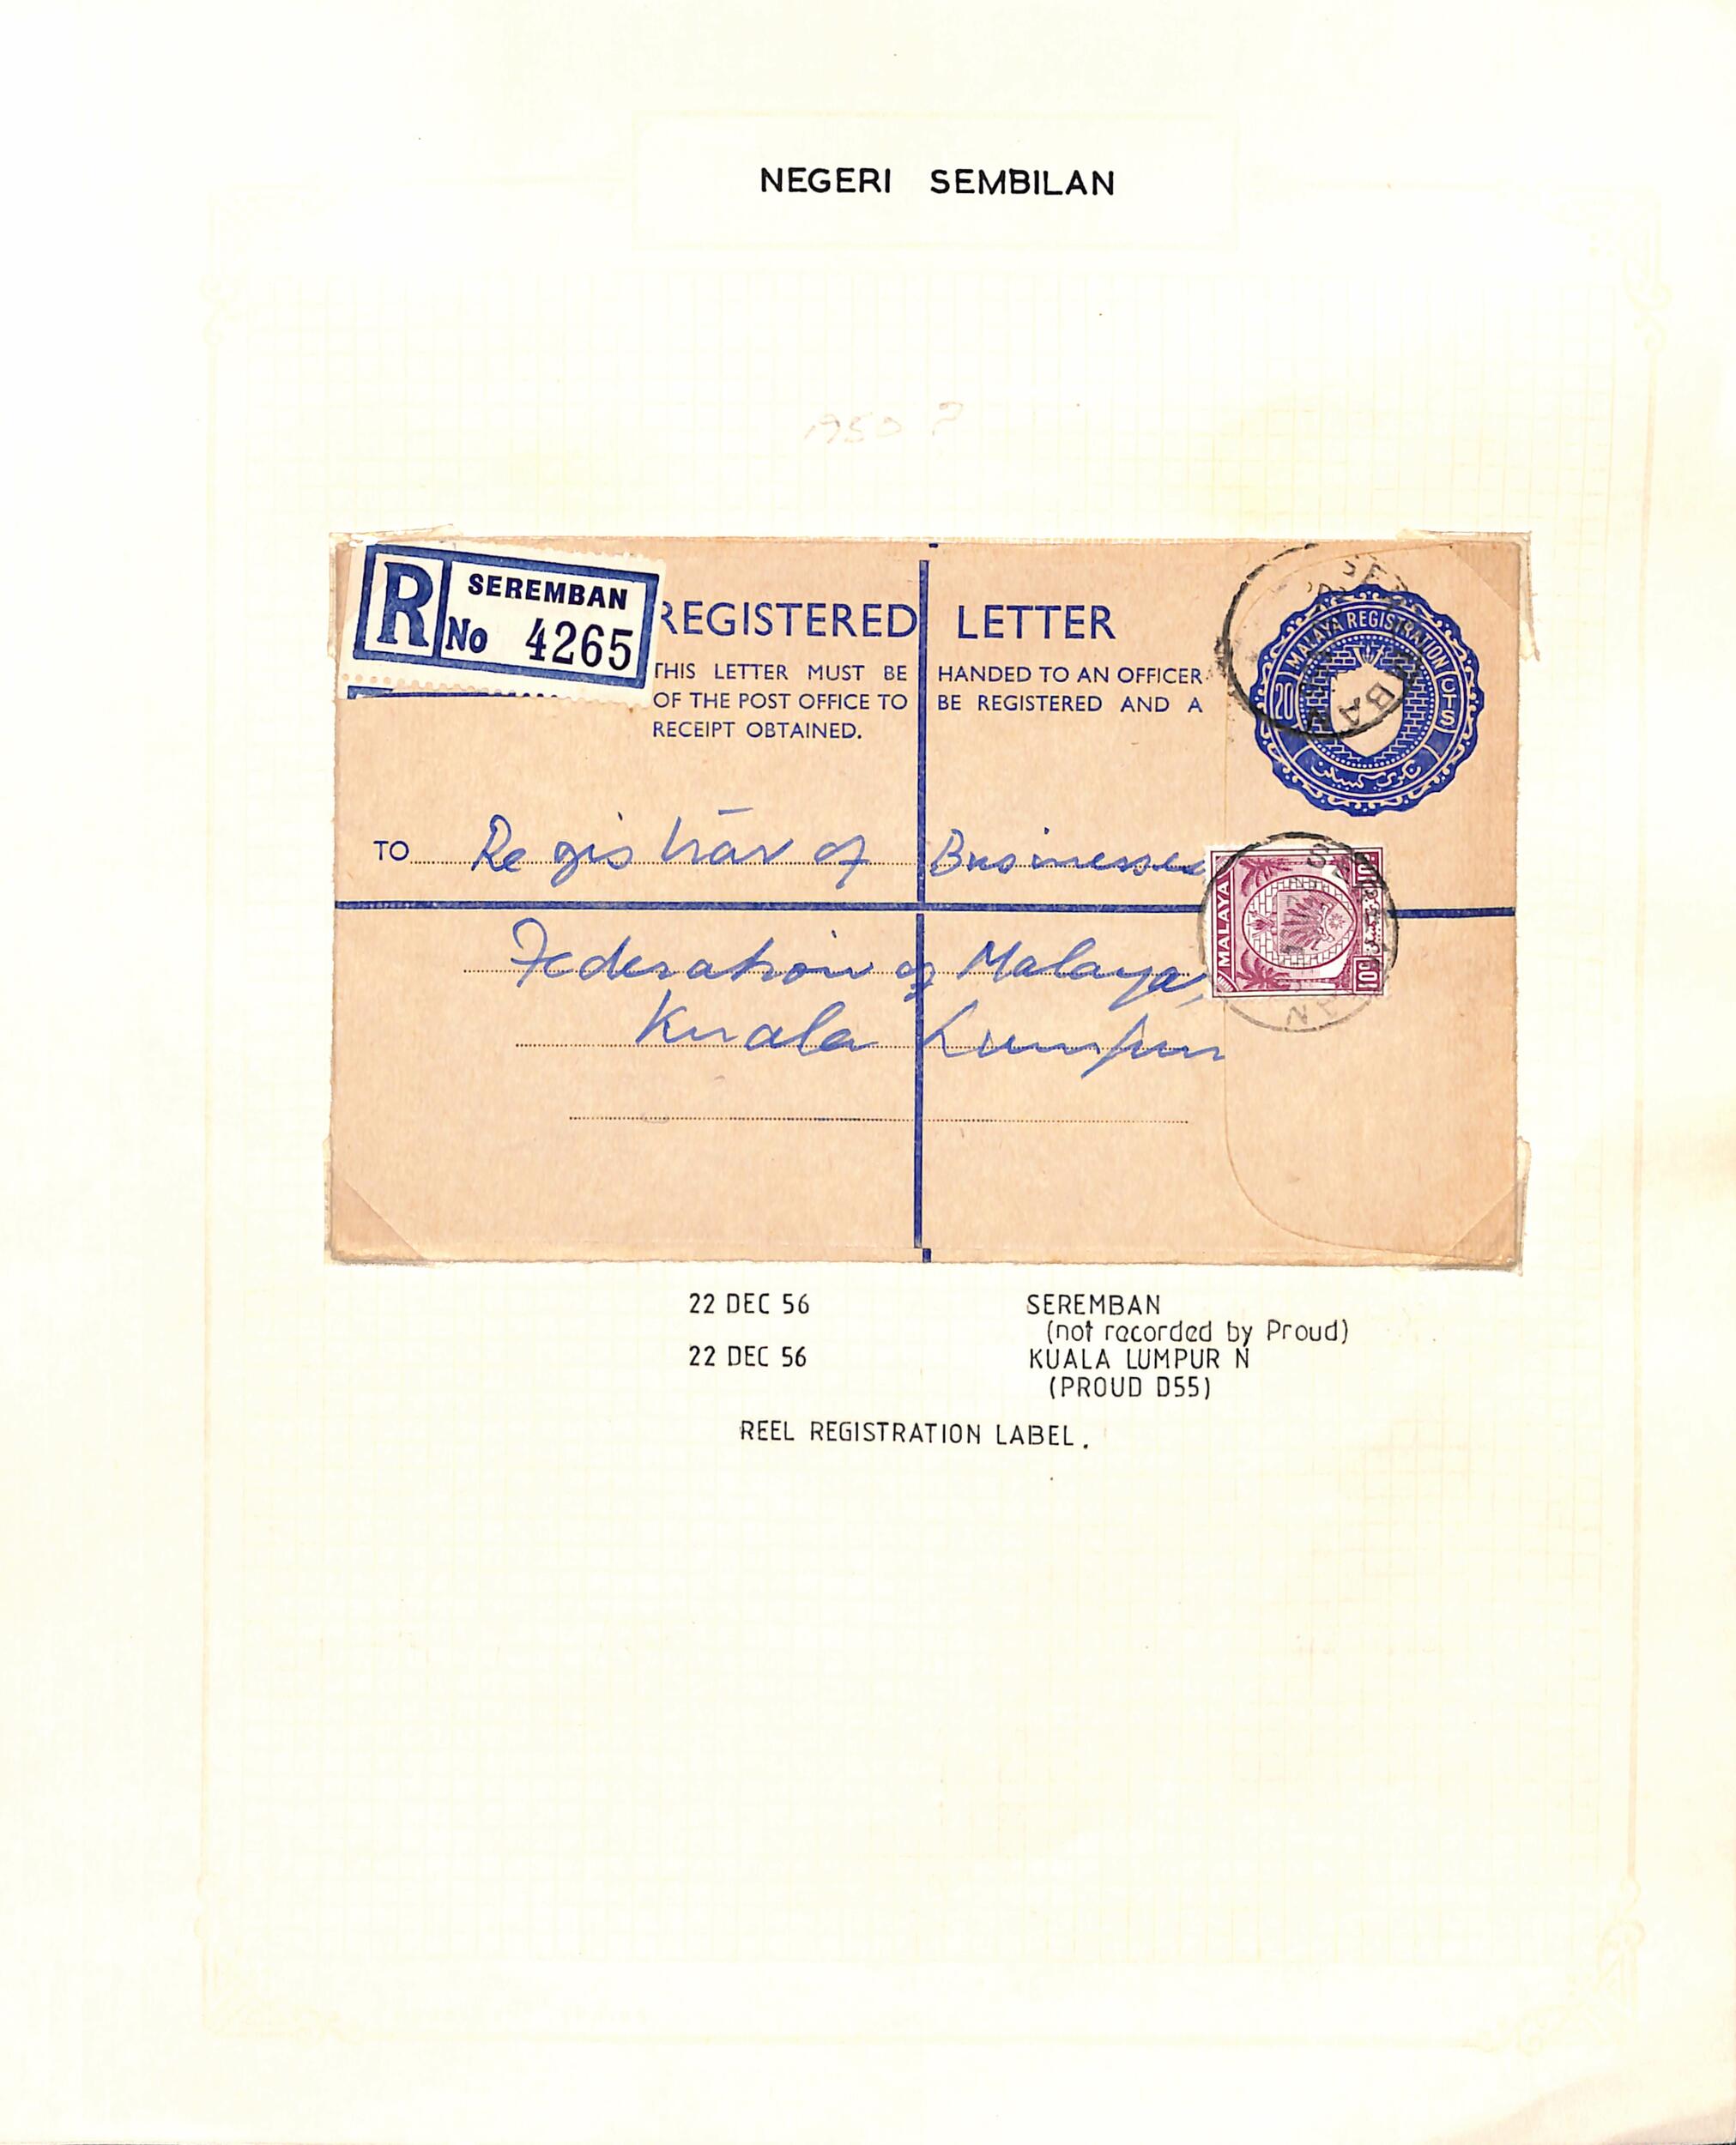 NEGERI SEMBILAN
1950 ?
R
SEREMBAN
No 4265
REGISTERED LETTER
THIS LETTER MUST BE HANDED TO AN OFFICER
OF THE POST OFFICE TO BE REGISTERED AND A
RECEIPT OBTAINED.
MALAYA REGISTRATION
20 CTS
نگري سمبيلن
TO Registrar of Businesses
Federation of Malaya,
Kuala Lumpur
MALAYA
10c
10c
22 DEC 56 SEREMBAN
(not recorded by Proud)
22 DEC 56 KUALA LUMPUR N
(PROUD D55)
REEL REGISTRATION LABEL.